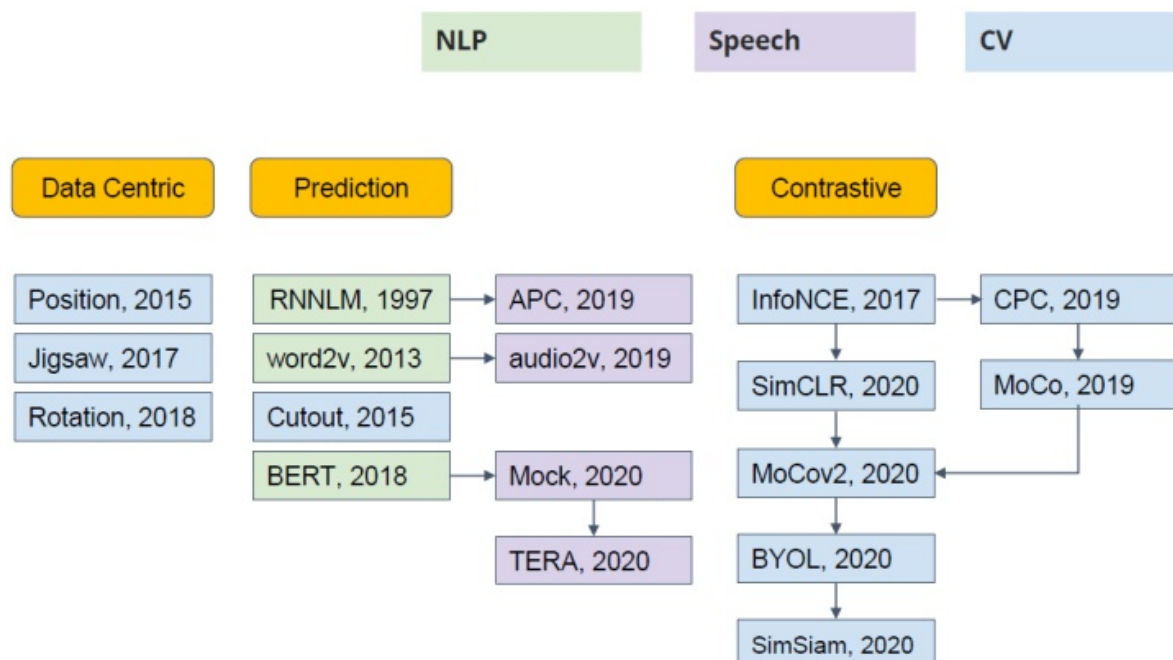 NLP
Speech
CV
Data Centric
Prediction
Contrastive
Position, 2015
RNNLM, 1997
APC, 2019
InfoNCE, 2017
CPC, 2019
Jigsaw, 2017
word2v, 2013
audio2v, 2019
SimCLR, 2020
MoCo, 2019
Rotation, 2018
Cutout, 2015
BERT, 2018
Mock, 2020
MoCov2, 2020
TERA, 2020
BYOL, 2020
SimSiam, 2020